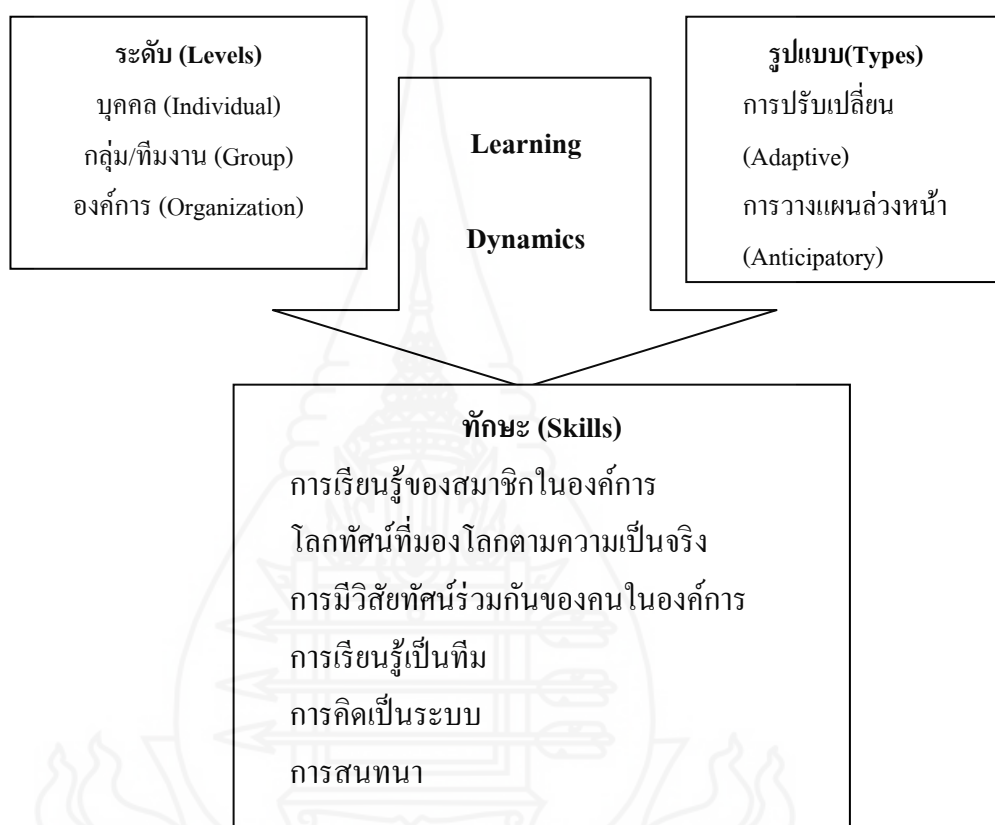 ระดับ (Levels)
บุคคล (Individual)
กลุ่ม/ทีมงาน (Group)
องค์การ (Organization)
Learning
Dynamics
รูปแบบ(Types)
การปรับเปลี่ยน
(Adaptive)
การวางแผนล่วงหน้า
(Anticipatory)
ทักษะ (Skills)
การเรียนรู้ของสมาชิกในองค์การ
โลกทัศน์ที่มองโลกตามความเป็นจริง
การมีวิสัยทัศน์ร่วมกันของคนในองค์การ
การเรียนรู้เป็นทีม
การคิดเป็นระบบ
การสนทนา